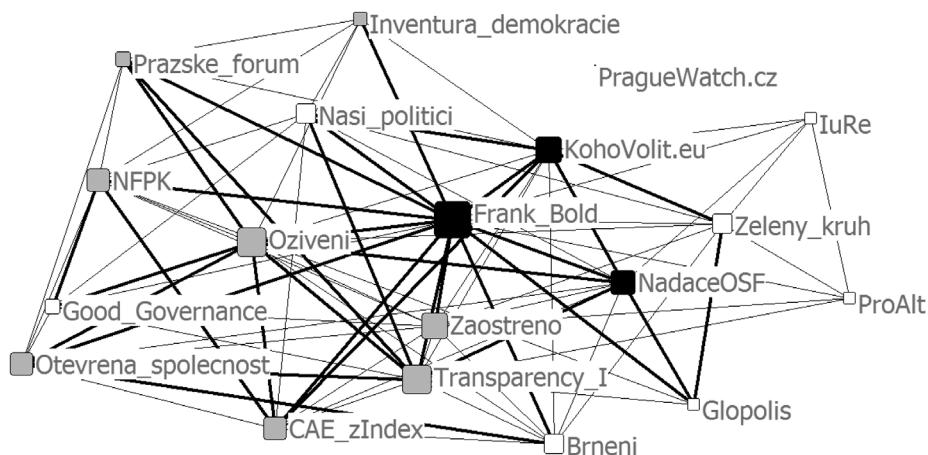 Inventura_demokracie
Prazske_forum
PragueWatch.cz
Nasi_politici
IuRe
KohoVolit.eu
NFPK
Frank_Bold
Zeleny_kruh
Oziveni
NadaceOSF
Good_Governance
ProAlt
Zaostreno
Otevrena_spolecnost
Transparency_I
Glopolis
CAE_zIndex
Brneni